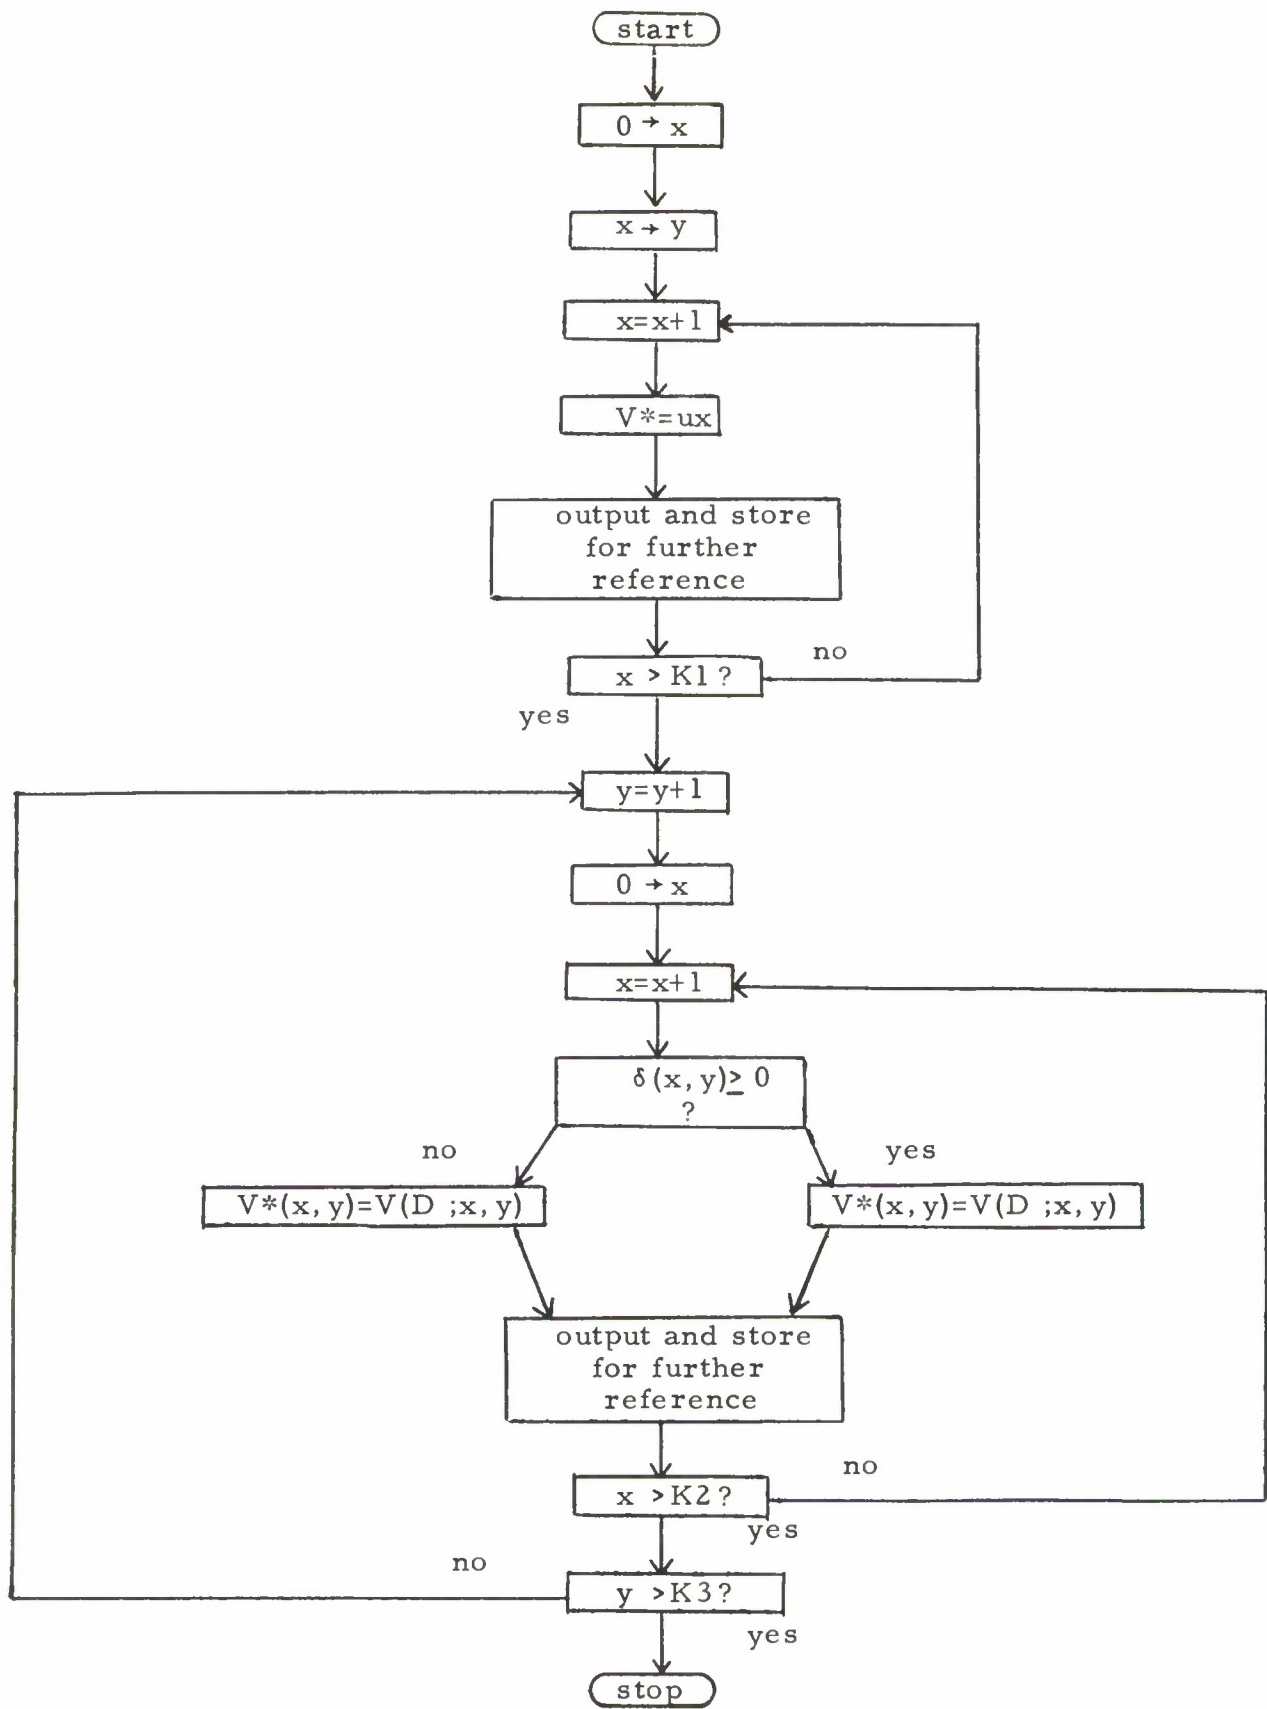 start
0 → x
x → y
x=x+1
V*=ux
output and store
for further
reference
x > K1 ?
no
yes
y=y+1
0 → x
x=x+1
δ(x, y)≥ 0
?
no
yes
V*(x, y)=V(D ;x, y)
V*(x, y)=V(D ;x, y)
output and store
for further
reference
x >K2?
no
yes
y >K3?
no
yes
stop